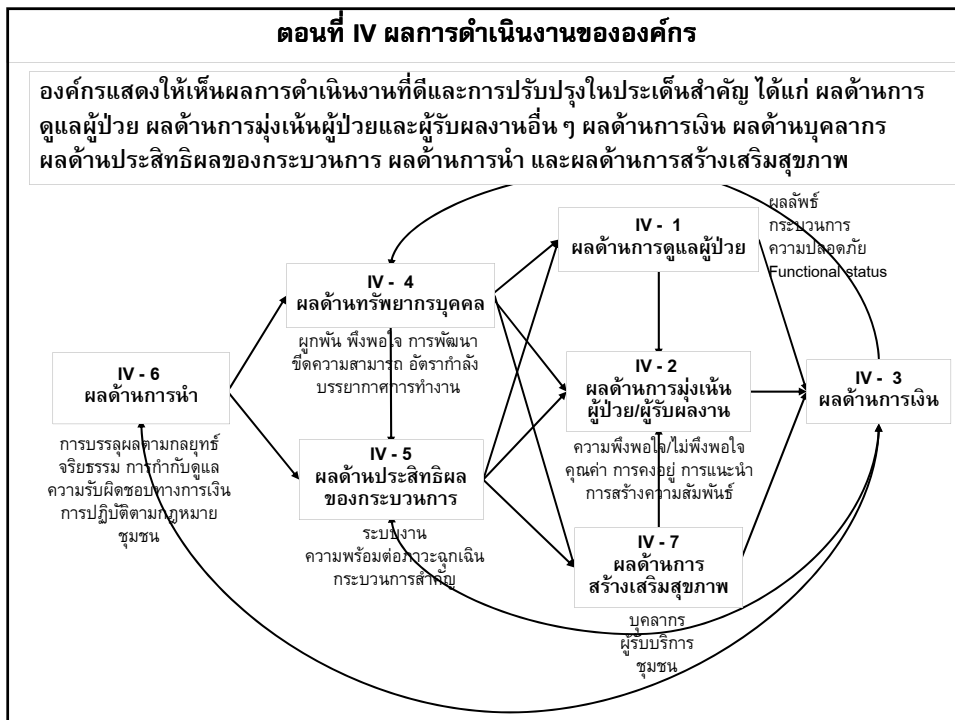 ตอนที่ IV ผลการดำเนินงานขององค์กร
องค์กรแสดงให้เห็นผลการดำเนินงานที่ดีและการปรับปรุงในประเด็นสำคัญ ได้แก่ ผลด้านการ
ดูแลผู้ป่วย ผลด้านการมุ่งเน้นผู้ป่วยและผู้รับผลงานอื่น ๆ ผลด้านการเงิน ผลด้านบุคลากร
ผลด้านประสิทธิผลของกระบวนการ ผลด้านการนำ และผลด้านการสร้างเสริมสุขภาพ
IV - 6
ผลด้านการนำ
การบรรลุผลตามกลยุทธ์
จริยธรรม การกำกับดูแล
ความรับผิดชอบทางการเงิน
การปฏิบัติตามกฎหมาย
ชุมชน
IV - 4
ผลด้านทรัพยากรบุคคล
ผูกพัน พึงพอใจ การพัฒนา
ขีดความสามารถ อัตรากำลัง
บรรยากาศการทำงาน
IV - 5
ผลด้านประสิทธิผล
ของกระบวนการ
ระบบงาน
ความพร้อมต่อภาวะฉุกเฉิน
กระบวนการสำคัญ
IV - 1
ผลด้านการดูแลผู้ป่วย
ผลลัพธ์
กระบวนการ
ความปลอดภัย
Functional status
IV - 2
ผลด้านการมุ่งเน้น
ผู้ป่วย/ผู้รับผลงาน
ความพึงพอใจ/ไม่พึงพอใจ
คุณค่า การคงอยู่ การแนะนำ
การสร้างความสัมพันธ์
IV - 7
ผลด้านการ
สร้างเสริมสุขภาพ
บุคลากร
ผู้รับบริการ
ชุมชน
IV - 3
ผลด้านการเงิน